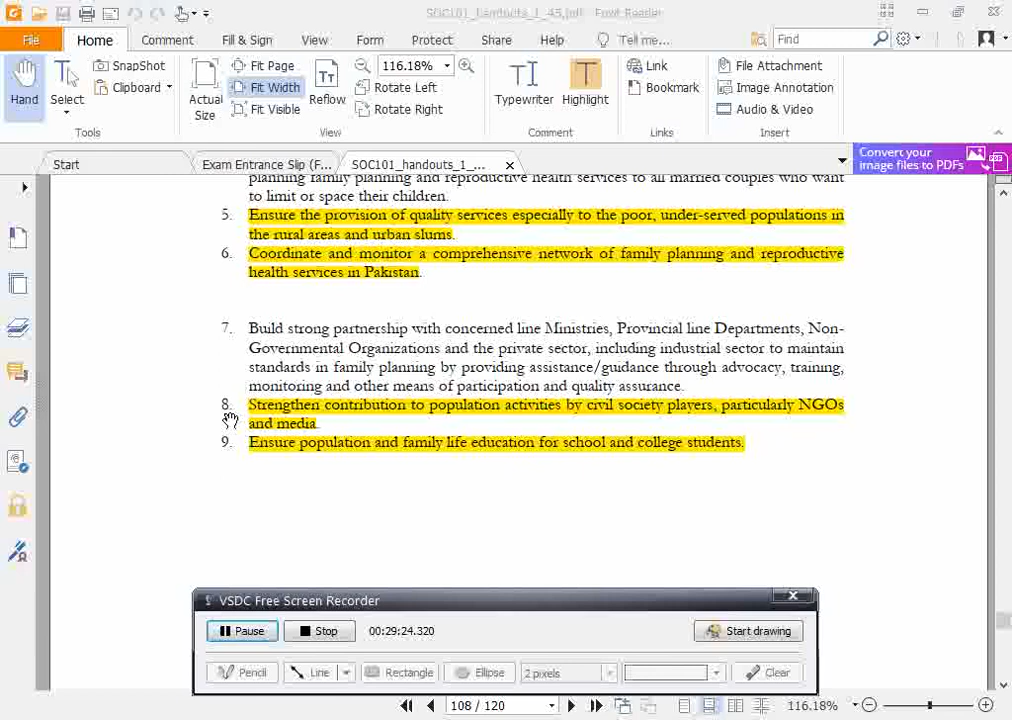 SOC101_handouts_1_45.pdf - Foxit Reader
File
Home
Comment
Fill & Sign
View
Form
Protect
Share
Help
Tell me...
Find
Hand
Select
SnapShot
Clipboard
Tools
Actual
Size
Fit Page
Fit Width
Fit Visible
Reflow
116.18%
Rotate Left
Rotate Right
View
Typewriter
Highlight
Comment
Link
Bookmark
Links
File Attachment
Image Annotation
Audio & Video
Insert
Start
Exam Entrance Slip (F...
SOC101_handouts_1_...
Convert your
image files to PDFs
planning family planning and reproductive health services to all married couples who want
to limit or space their children.
5. Ensure the provision of quality services especially to the poor, under-served populations in
the rural areas and urban slums.
6. Coordinate and monitor a comprehensive network of family planning and reproductive
health services in Pakistan.
7. Build strong partnership with concerned line Ministries, Provincial line Departments, Non-
Governmental Organizations and the private sector, including industrial sector to maintain
standards in family planning by providing assistance/guidance through advocacy, training,
monitoring and other means of participation and quality assurance.
8. Strengthen contribution to population activities by civil society players, particularly NGOs
and media.
9. Ensure population and family life education for school and college students.
VSDC Free Screen Recorder
Pause
Stop
00:29:24.320
Start drawing
Pencil
Line
Rectangle
Ellipse
2 pixels
Clear
108 / 120
116.18%